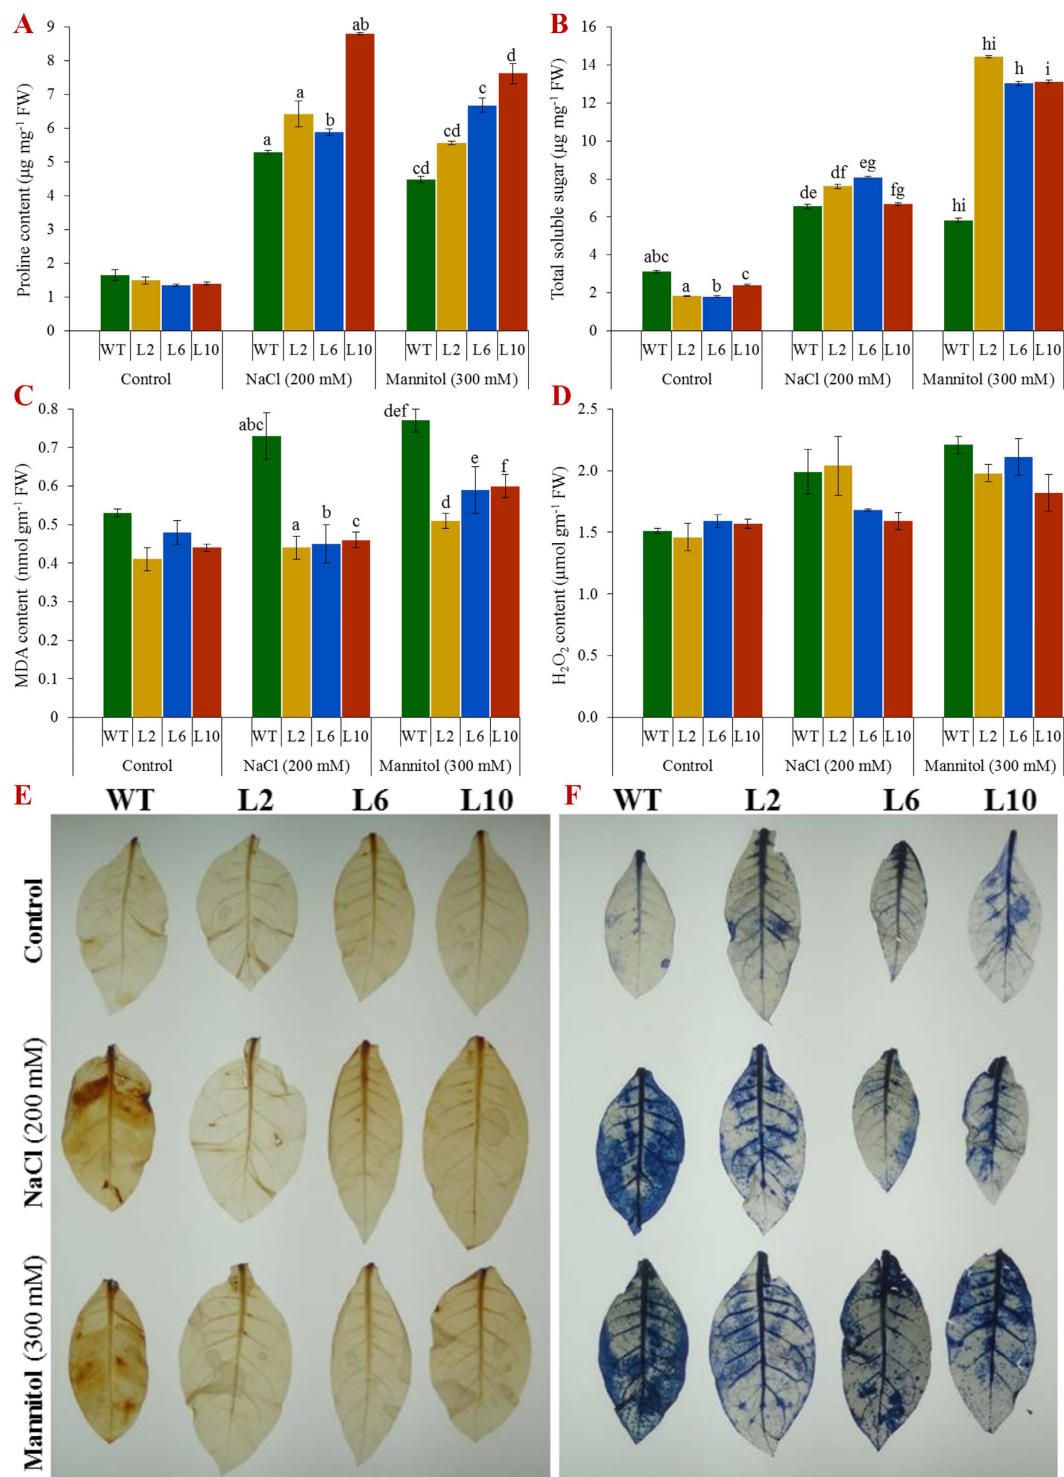 A
Proline content (µg mg⁻¹ FW)
9
8
7
6
5
4
3
2
1
0
a
a
b
ab
cd
cd
c
d
WT L2 L6 L10 WT L2 L6 L10 WT L2 L6 L10
Control NaCl (200 mM) Mannitol (300 mM)
B
Total soluble sugar (µg mg⁻¹ FW)
16
14
12
10
8
6
4
2
0
abc
a
b
c
de
df
eg
fg
hi
hi
h
i
WT L2 L6 L10 WT L2 L6 L10 WT L2 L6 L10
Control NaCl (200 mM) Mannitol (300 mM)
C
MDA content (nmol gm⁻¹ FW)
0.8
0.7
0.6
0.5
0.4
0.3
0.2
0.1
0
abc
a
b
c
def
d
e
f
WT L2 L6 L10 WT L2 L6 L10 WT L2 L6 L10
Control NaCl (200 mM) Mannitol (300 mM)
D
H₂O₂ content (µmol gm⁻¹ FW)
2.5
2.0
1.5
1.0
0.5
0.0
WT L2 L6 L10 WT L2 L6 L10 WT L2 L6 L10
Control NaCl (200 mM) Mannitol (300 mM)
E WT L2 L6 L10
Control
NaCl (200 mM)
Mannitol (300 mM)
F WT L2 L6 L10